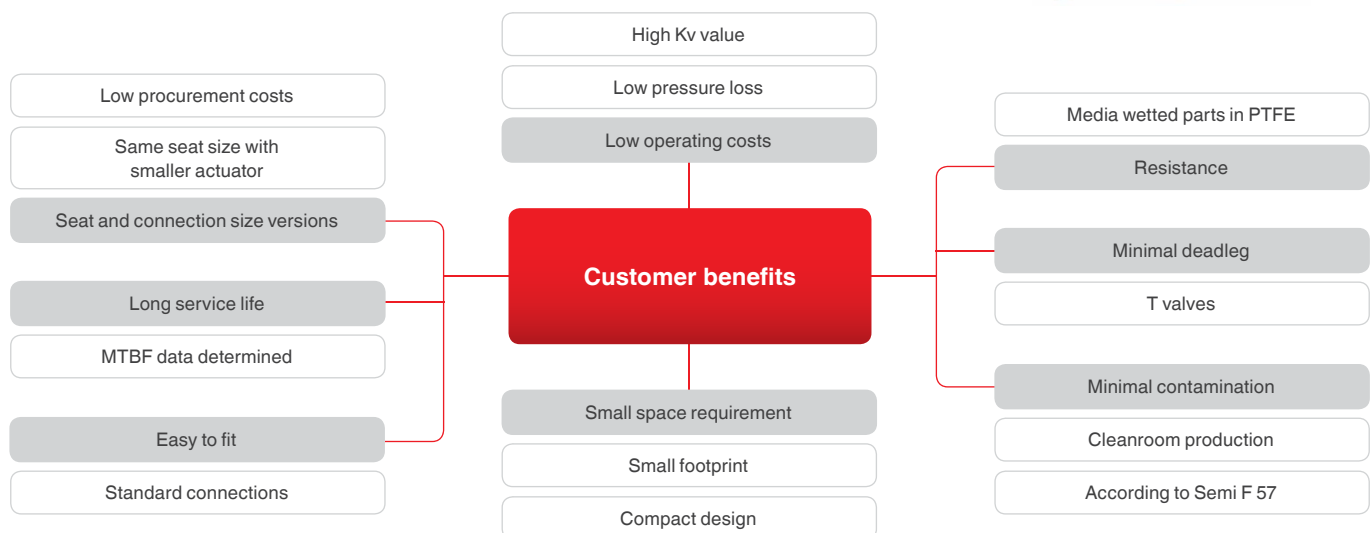 High Kv value
Low pressure loss
Low operating costs
Low procurement costs
Same seat size with
smaller actuator
Seat and connection size versions
Long service life
MTBF data determined
Easy to fit
Standard connections
Customer benefits
Media wetted parts in PTFE
Resistance
Minimal deadleg
T valves
Minimal contamination
Cleanroom production
According to Semi F 57
Small space requirement
Small footprint
Compact design